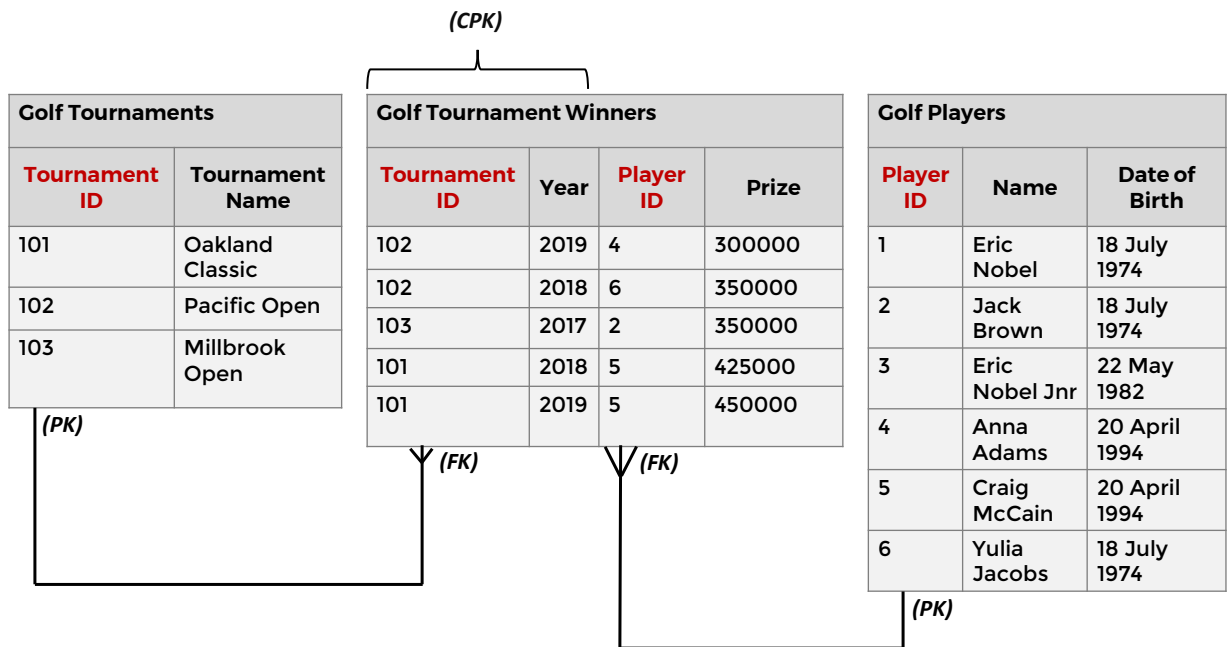 (CPK)
Golf Tournaments
Tournament ID Tournament Name
101 Oakland Classic
102 Pacific Open
103 Millbrook Open
(PK)
Golf Tournament Winners
Tournament ID Year Player ID Prize
102 2019 4 300000
102 2018 6 350000
103 2017 2 350000
101 2018 5 425000
101 2019 5 450000
(FK)
(FK)
Golf Players
Player ID Name Date of Birth
1 Eric Nobel 18 July 1974
2 Jack Brown 18 July 1974
3 Eric Nobel Jnr 22 May 1982
4 Anna Adams 20 April 1994
5 Craig McCain 20 April 1994
6 Yulia Jacobs 18 July 1974
(PK)